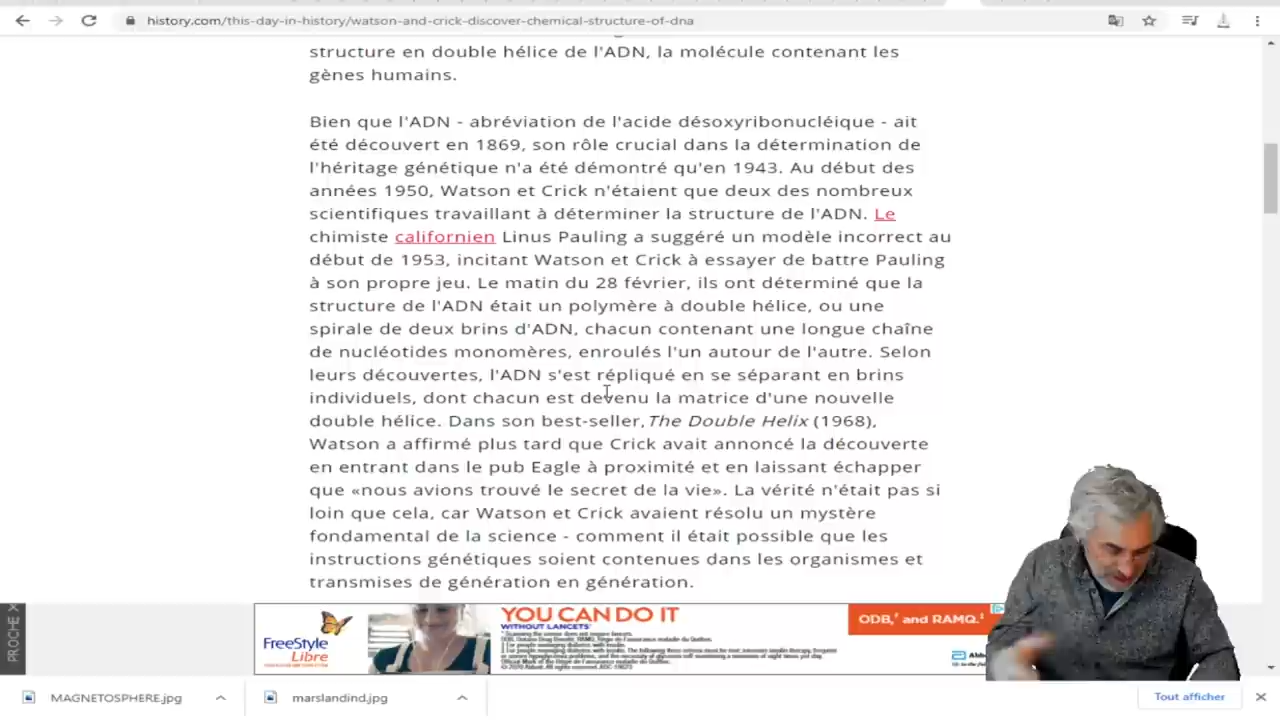 history.com/this-day-in-history/watson-and-crick-discover-chemical-structure-of-dna
structure en double hélice de l'ADN, la molécule contenant les
gènes humains.
Bien que l'ADN - abréviation de l'acide désoxyribonucléique - ait
été découvert en 1869, son rôle crucial dans la détermination de
l'héritage génétique n'a été démontré qu'en 1943. Au début des
années 1950, Watson et Crick n'étaient que deux des nombreux
scientifiques travaillant à déterminer la structure de l'ADN. Le
chimiste californien Linus Pauling a suggéré un modèle incorrect au
début de 1953, incitant Watson et Crick à essayer de battre Pauling
à son propre jeu. Le matin du 28 février, ils ont déterminé que la
structure de l'ADN était un polymère à double hélice, ou une
spirale de deux brins d'ADN, chacun contenant une longue chaîne
de nucléotides monomères, enroulés l'un autour de l'autre. Selon
leurs découvertes, l'ADN s'est répliqué en se séparant en brins
individuels, dont chacun est devenu la matrice d'une nouvelle
double hélice. Dans son best-seller, The Double Helix (1968),
Watson a affirmé plus tard que Crick avait annoncé la découverte
en entrant dans le pub Eagle à proximité et en laissant échapper
que «nous avions trouvé le secret de la vie». La vérité n'était pas si
loin que cela, car Watson et Crick avaient résolu un mystère
fondamental de la science - comment il était possible que les
instructions génétiques soient contenues dans les organismes et
transmises de génération en génération.
PROCHE X
FreeStyle
Libre
YOU CAN DO IT
WITHOUT LANCETS
ODB,† and RAMQ.‡
MAGNETOSPHERE.jpg
marslandind.jpg
Tout afficher